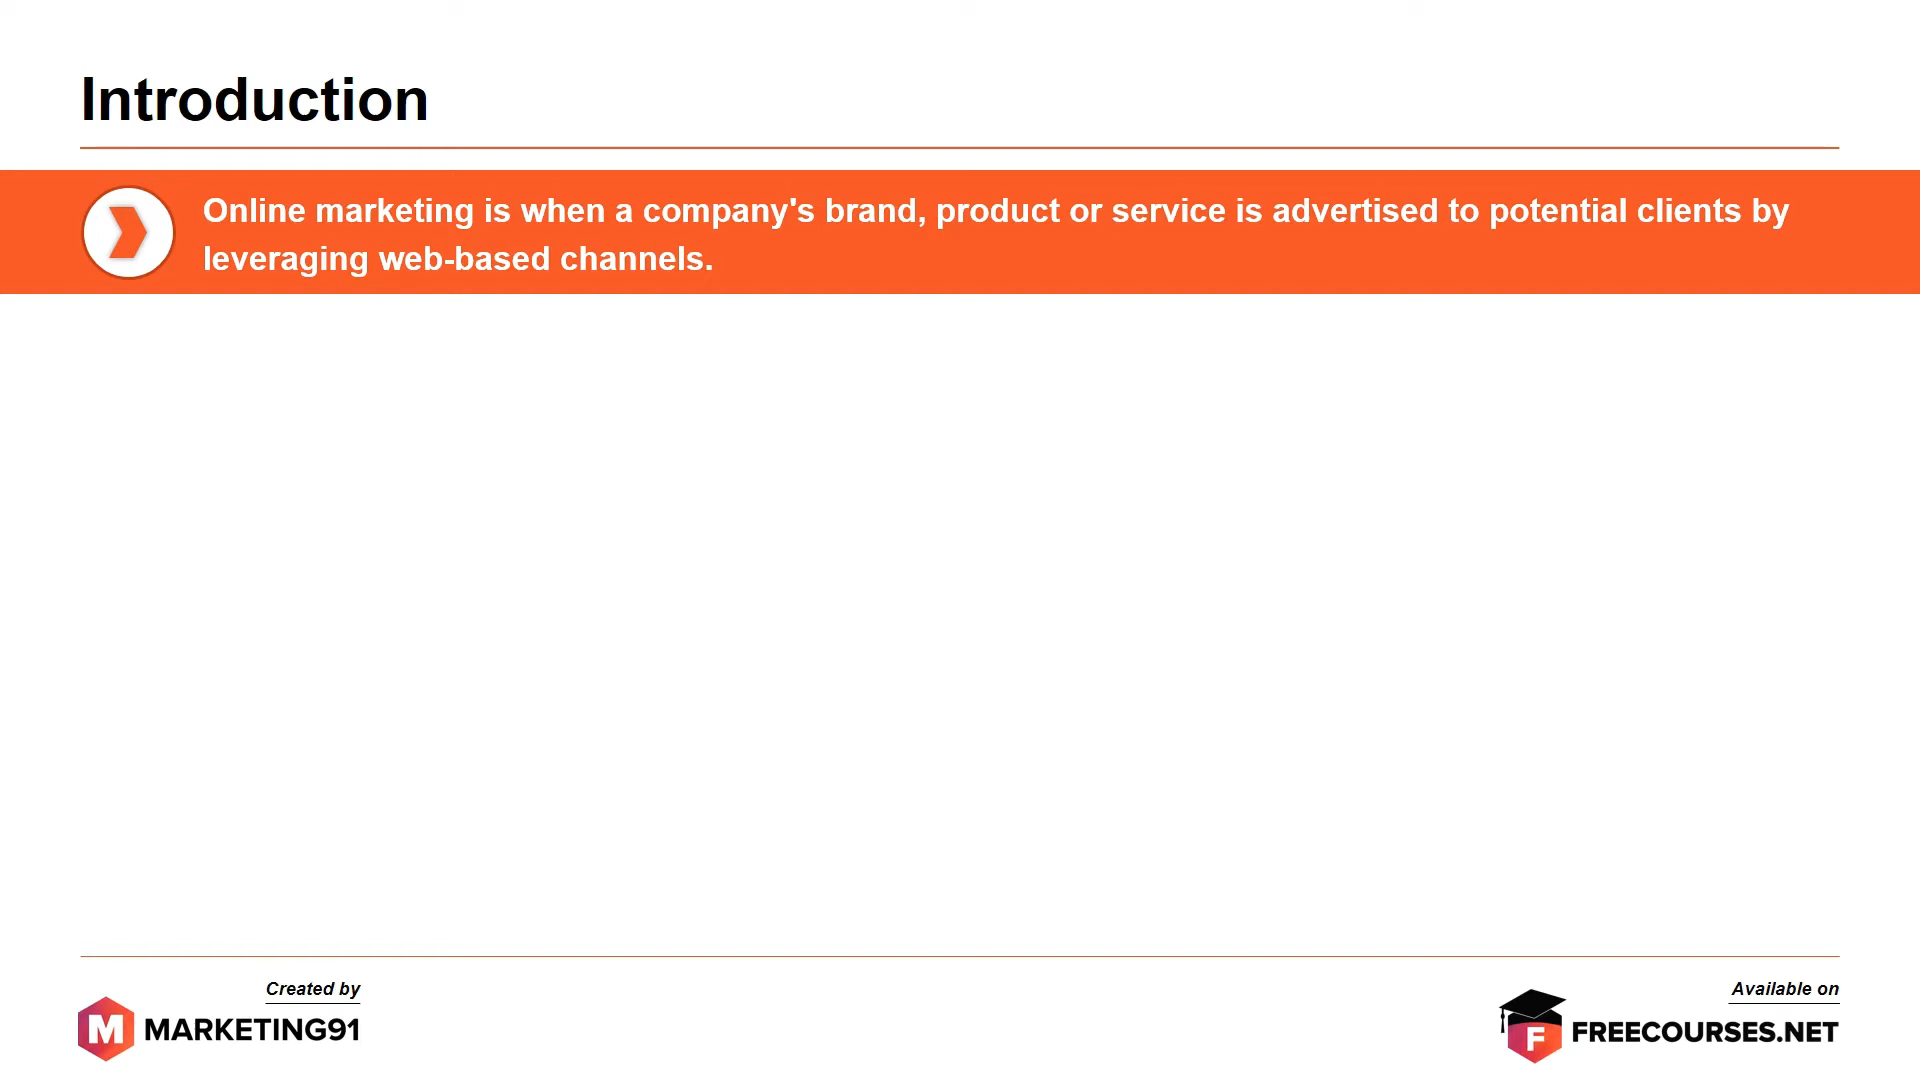 Introduction
Online marketing is when a company's brand, product or service is advertised to potential clients by
leveraging web-based channels.
Created by
M MARKETING91
Available on
F FREECOURSES.NET